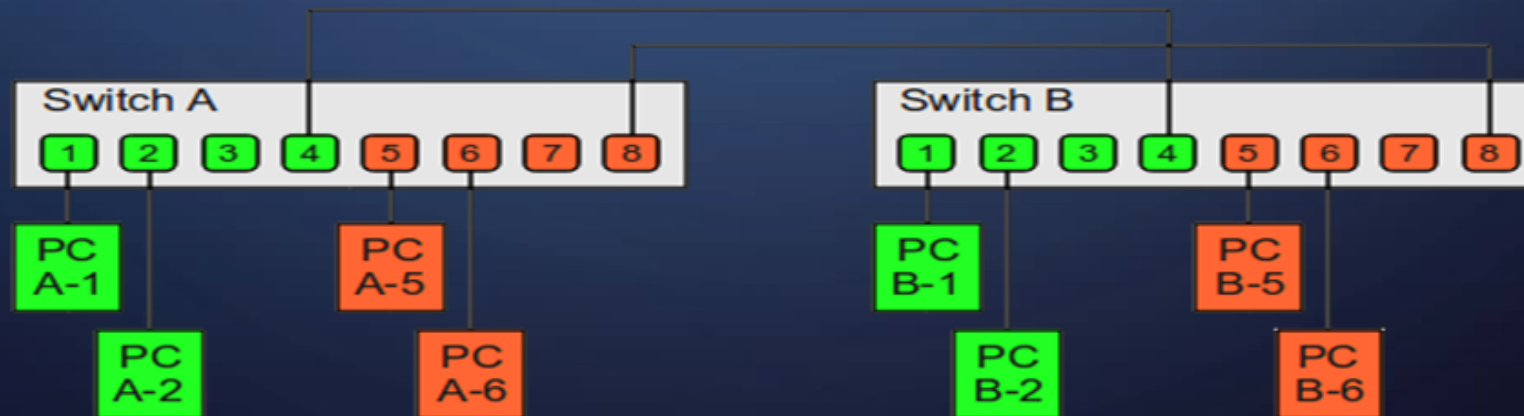 Switch A
1 2 3 4 5 6 7 8
Switch B
1 2 3 4 5 6 7 8
PC
A-1
PC
A-5
PC
B-1
PC
B-5
PC
A-2
PC
A-6
PC
B-2
PC
B-6